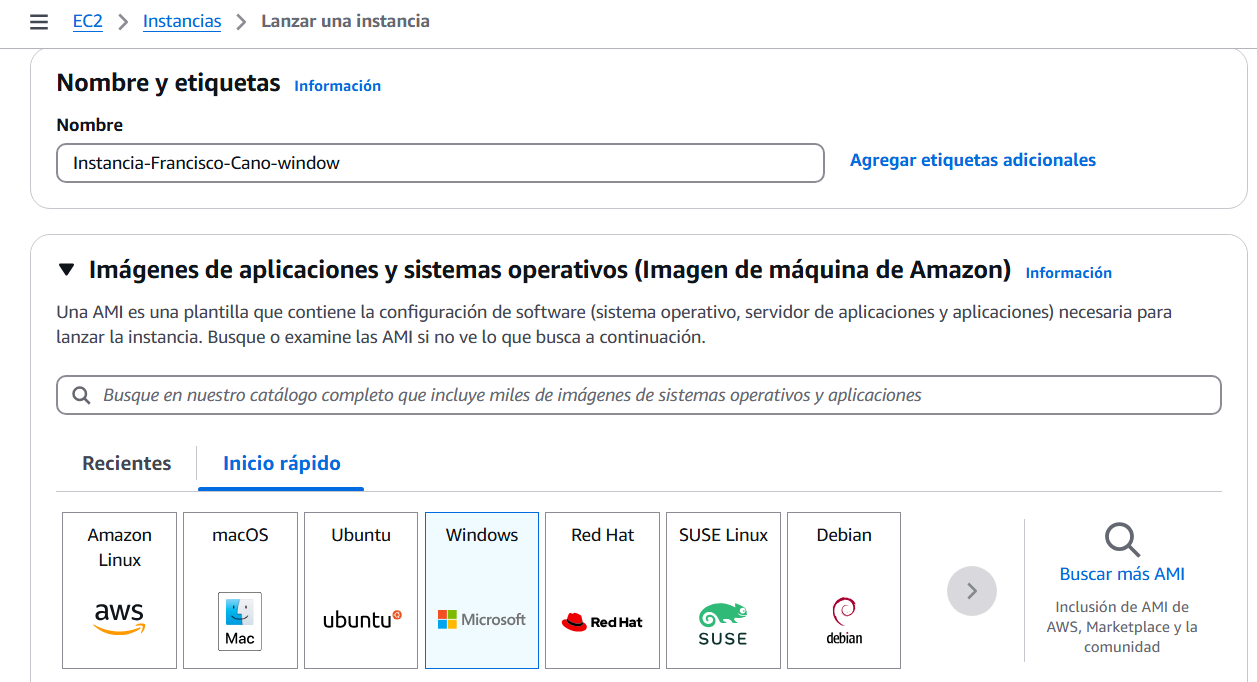 EC2 > Instancias > Lanzar una instancia
Nombre y etiquetas Información
Nombre
Instancia-Francisco-Cano-window
Agregar etiquetas adicionales
Imágenes de aplicaciones y sistemas operativos (Imagen de máquina de Amazon) Información
Una AMI es una plantilla que contiene la configuración de software (sistema operativo, servidor de aplicaciones y aplicaciones) necesaria para
lanzar la instancia. Busque o examine las AMI si no ve lo que busca a continuación.
Busque en nuestro catálogo completo que incluye miles de imágenes de sistemas operativos y aplicaciones
Recientes
Inicio rápido
Amazon
Linux
aws
macOS
Mac
Ubuntu
ubuntu
Windows
Microsoft
Red Hat
Red Hat
SUSE Linux
SUSE
Debian
debian
Buscar más AMI
Inclusión de AMI de
AWS, Marketplace y la
comunidad